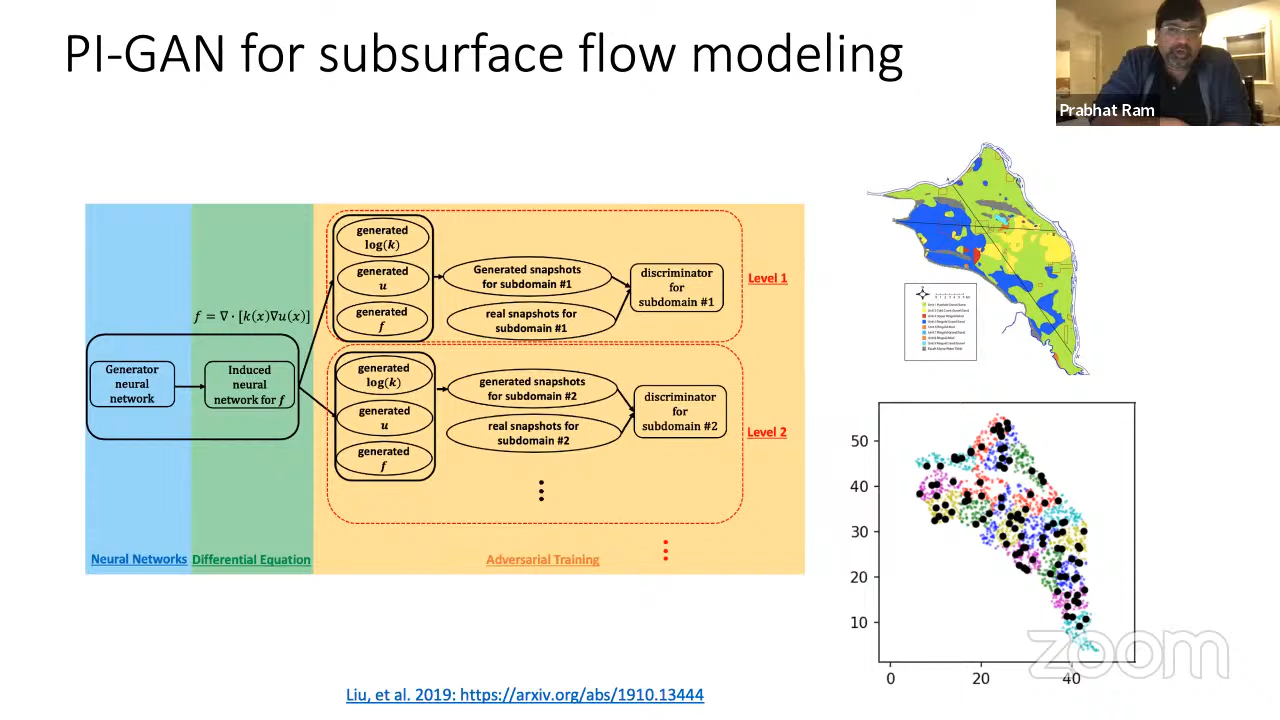 PI-GAN for subsurface flow modeling
Prabhat Ram
f = ∇ · [k(x)∇u(x)]
Generator
neural
network
Induced
neural
network for f
generated
log(k)
generated
u
generated
f
Generated snapshots
for subdomain #1
real snapshots for
subdomain #1
discriminator
for
subdomain #1
Level 1
generated
log(k)
generated
u
generated
f
generated snapshots
for subdomain #2
real snapshots for
subdomain #2
discriminator
for
subdomain #2
Level 2
Neural Networks
Differential Equation
Adversarial Training
50
40
30
20
10
0
20
40
zoom
Liu, et al. 2019: https://arxiv.org/abs/1910.13444